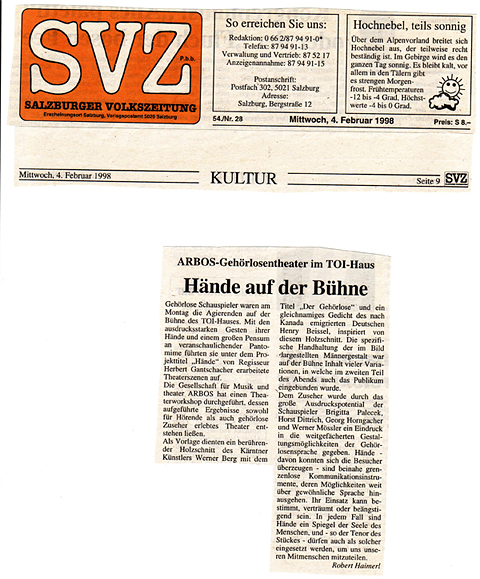 SVZ
P.b.b.
SALZBURGER VOLKSZEITUNG
Erscheinungsort Salzburg, Verlagspostamt 5020 Salzburg
So erreichen Sie uns:
Redaktion: 0 66 2/87 94 91-0*
Telefax: 87 94 91-13
Verwaltung und Vertrieb: 87 52 17
Anzeigenannahme: 87 94 91-15
Postanschrift:
Postfach 302, 5021 Salzburg
Adresse:
Salzburg, Bergstraße 12
Hochnebel, teils sonnig
Über dem Alpenvorland breitet sich
Hochnebel aus, der teilweise recht
beständig ist. Im Gebirge wird es den
ganzen Tag sonnig. Es bleibt kalt, vor
allem in den Tälern gibt
es strengen Morgen-
frost. Frühtemperaturen
-12 bis -4 Grad. Höchst-
werte -4 bis 0 Grad.
54./Nr. 28
Mittwoch, 4. Februar 1998
Preis: S 8.–
Mittwoch, 4. Februar 1998
KULTUR
Seite 9 SVZ
ARBOS-Gehörlosentheater im TOI-Haus
Hände auf der Bühne
Gehörlose Schauspieler waren am
Montag die Agierenden auf der
Bühne des TOI-Hauses. Mit den
ausdrucksstarken Gesten ihrer
Hände und einem großen Pensum
an veranschaulichender Panto-
mime führten sie unter dem Pro-
jekttitel „Hände" von Regisseur
Herbert Gantschacher erarbeitete
Theaterszenen auf.
Die Gesellschaft für Musik und
theater ARBOS hat einen Thea-
terworkshop durchgeführt, dessen
aufgeführte Ergebnisse sowohl
für Hörende als auch gehörlose
Zuseher erlebtes Theater ent-
stehen ließen.
Als Vorlage dienten ein berühren-
der Holzschnitt des Kärntner
Künstlers Werner Berg mit dem
Titel „Der Gehörlose" und ein
gleichnamiges Gedicht des nach
Kanada emigrierten Deutschen
Henry Beissel, inspiriert von
diesem Holzschnitt. Die spezifi-
sche Handhaltung der im Bild
dargestellten Männergestalt war
auf der Bühne Inhalt vieler Varia-
tionen, in welche im zweiten Teil
des Abends auch das Publikum
eingebunden wurde.
Dem Zuseher wurde durch das
große Ausdruckspotential der
Schauspieler Brigitta Palecek,
Horst Dittrich, Georg Horngacher
und Werner Mössler ein Eindruck
in die weitgefächerten Gestal-
tungsmöglichkeiten der Gehör-
losensprache gegeben. Hände -
davon konnten sich die Besucher
überzeugen - sind beinahe gren-
zenlose Kommunikationsinstru-
mente, deren Möglichkeiten weit
über gewöhnliche Sprache hin-
ausgehen. Ihr Einsatz kann be-
stimmt, verträumt oder beängsti-
gend sein. In jedem Fall sind
Hände ein Spiegel der Seele des
Menschen, und - so der Tenor des
Stückes - dürfen auch als solcher
eingesetzt werden, um uns unse-
ren Mitmenschen mitzuteilen.
Robert Haimerl